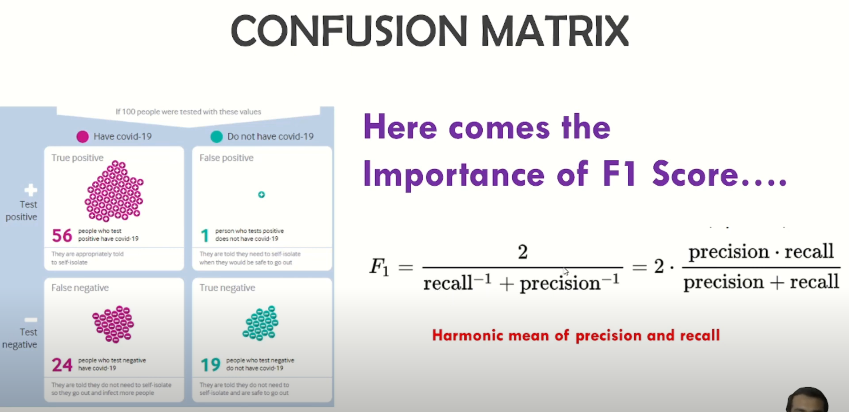 CONFUSION MATRIX
If 100 people were tested with these values
Have covid-19
Do not have covid-19
True positive
False positive
Test
positive
56 people who test
positive have covid-19
1 person who tests positive
does not have covid-19
They are appropriately told
to self-isolate
They are told they need to self-isolate
when they would be safe to go out
False negative
True negative
Test
negative
24 people who test negative
have covid-19
19 people who test negative
do not have covid-19
They are told they do not need to self-isolate
so they go out and infect more people
They are told they do not need to
self-isolate and are safe to go out
Here comes the
Importance of F1 Score....
F₁ = 2 / (recall⁻¹ + precision⁻¹) = 2 · (precision · recall) / (precision + recall)
Harmonic mean of precision and recall